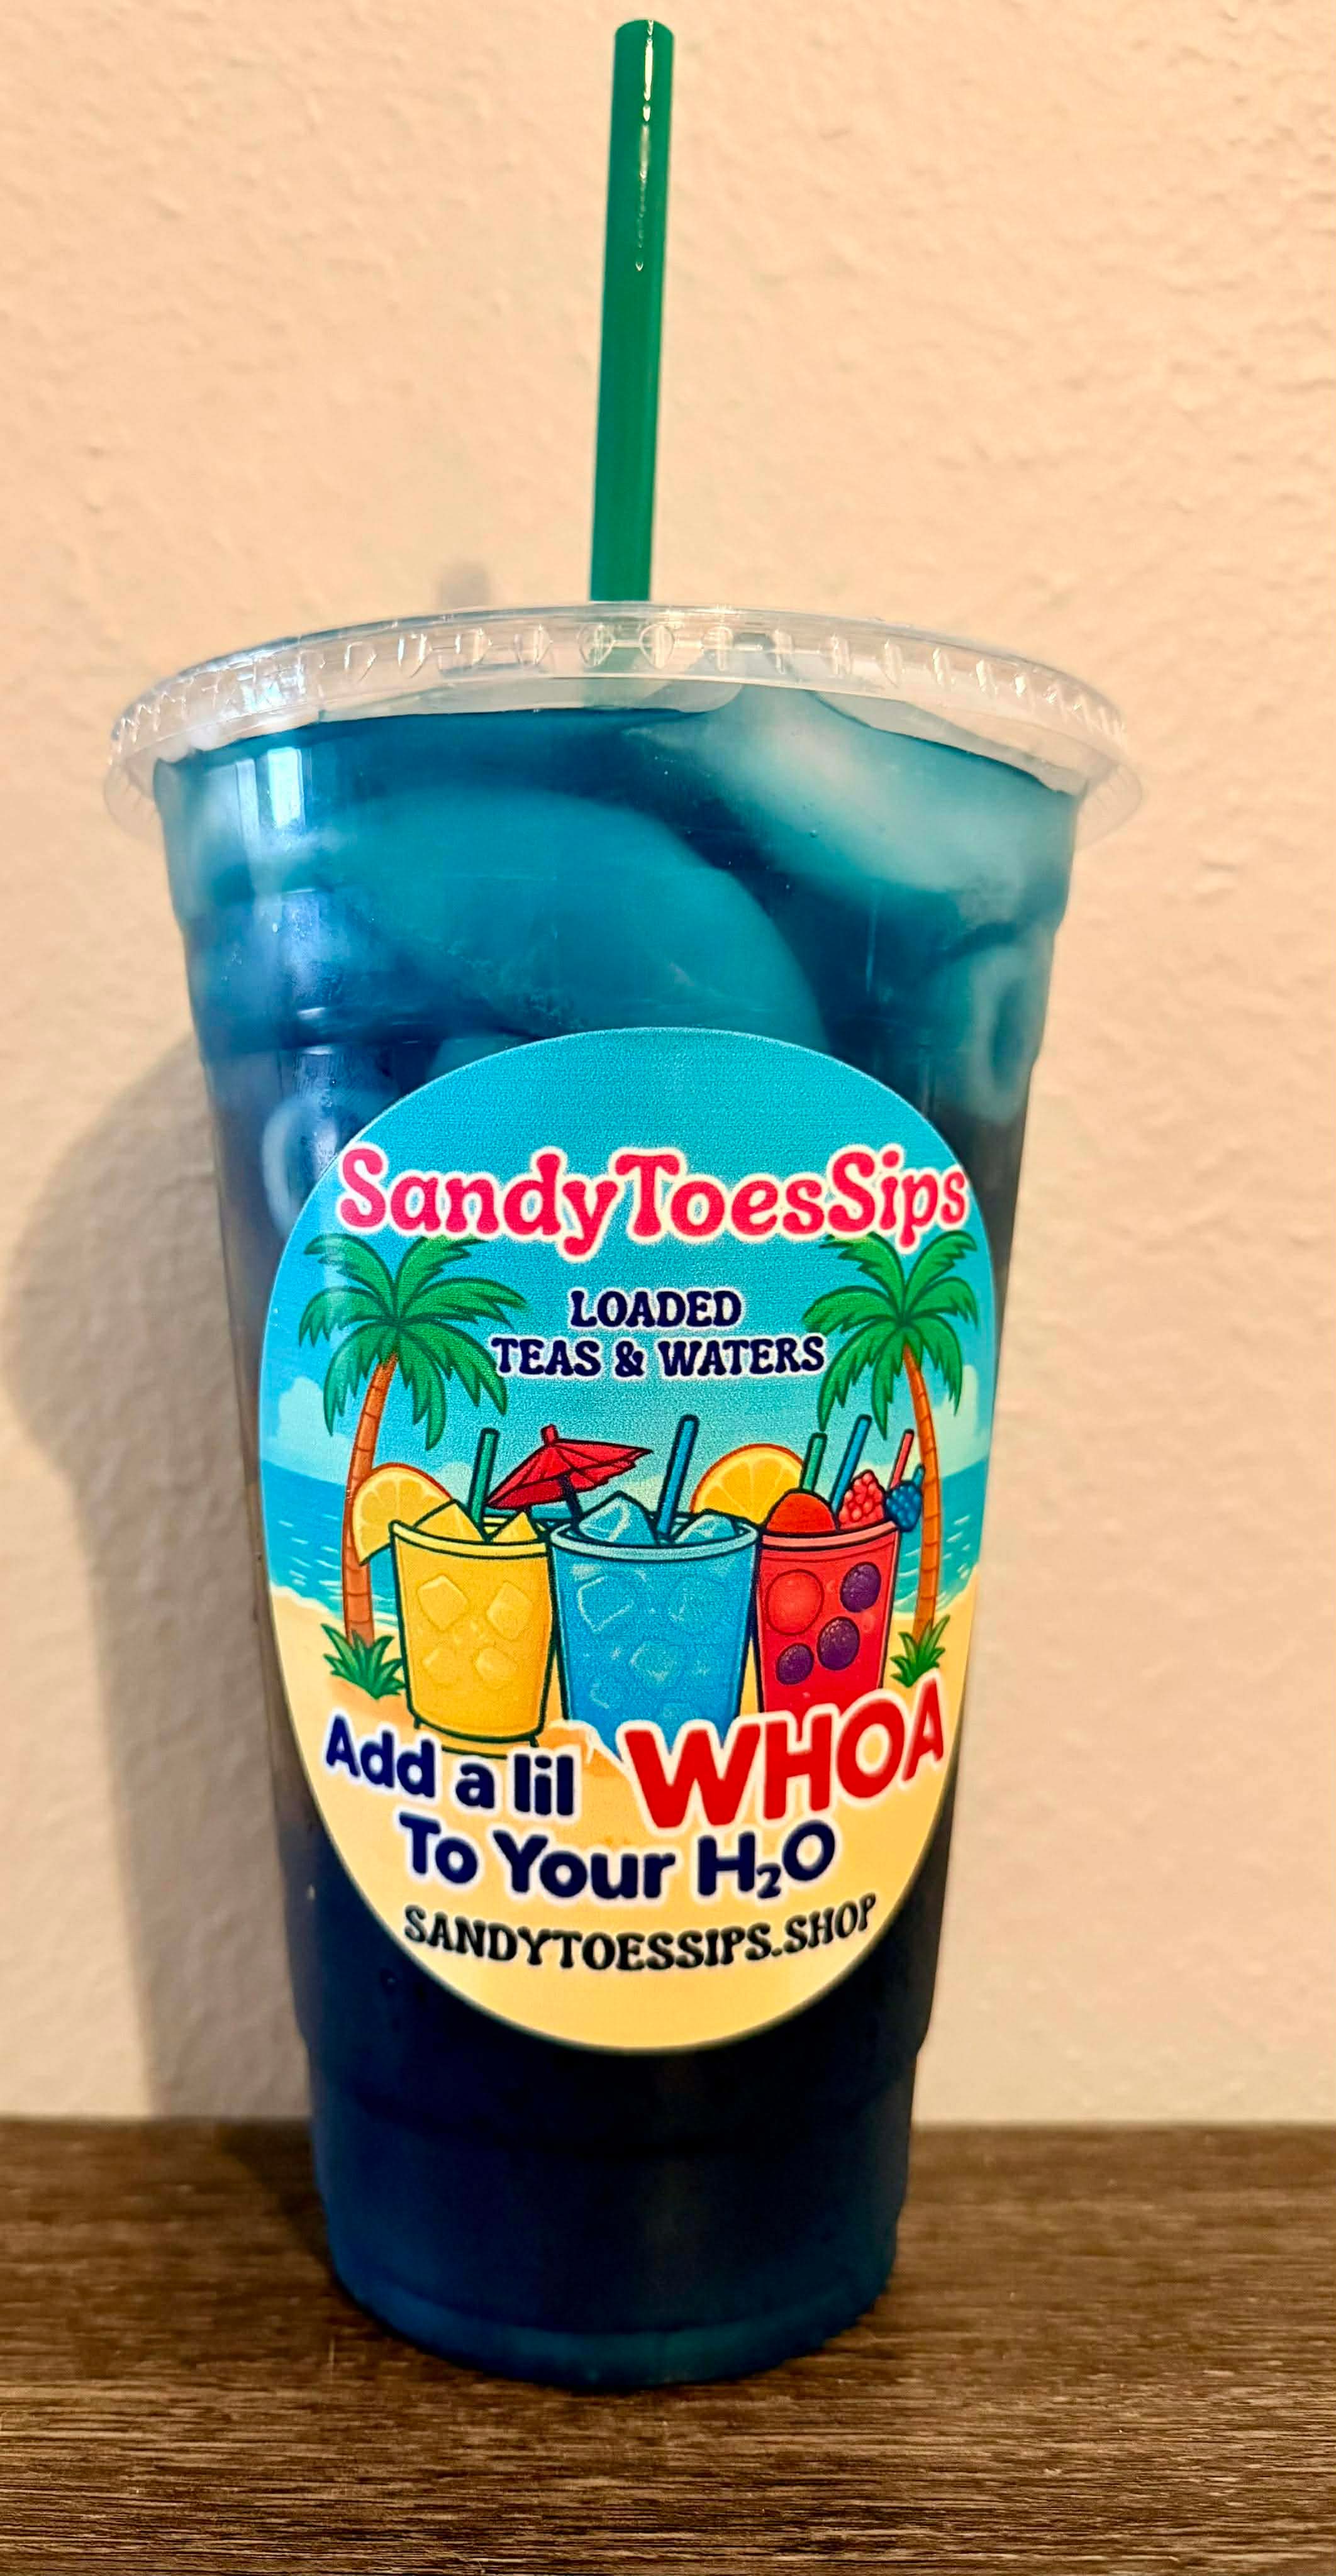 SandyToesSips
LOADED
TEAS & WATERS
Add a lil WHOA
To Your H₂O
SANDYTOESSIPS.SHOP